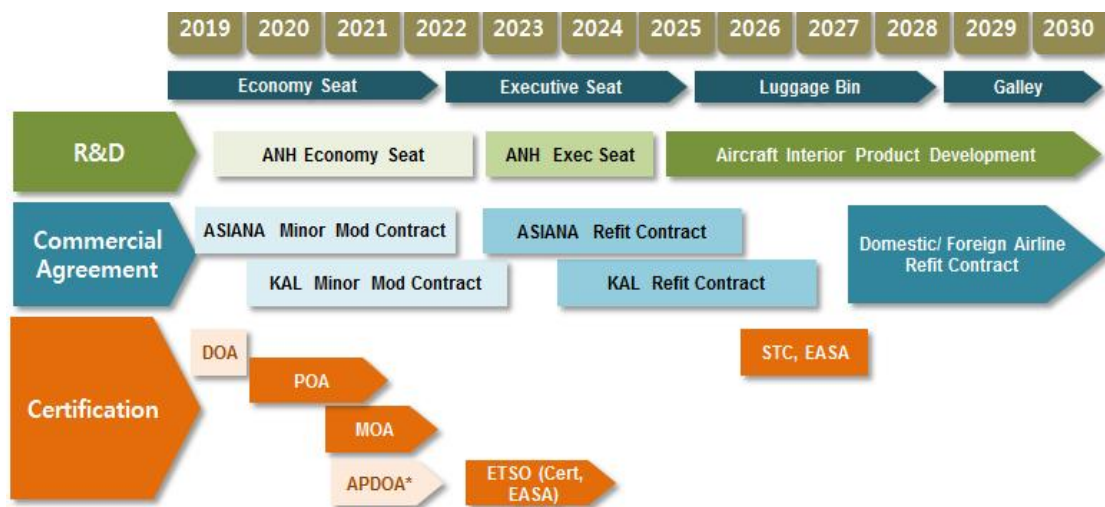 2019 2020 2021 2022 2023 2024 2025 2026 2027 2028 2029 2030
Economy Seat Executive Seat Luggage Bin Galley
R&D
ANH Economy Seat ANH Exec Seat Aircraft Interior Product Development
Commercial
Agreement
ASIANA Minor Mod Contract ASIANA Refit Contract
KAL Minor Mod Contract KAL Refit Contract
Domestic/ Foreign Airline
Refit Contract
Certification
DOA
STC, EASA
POA
MOA
APDOA*
ETSO (Cert,
EASA)